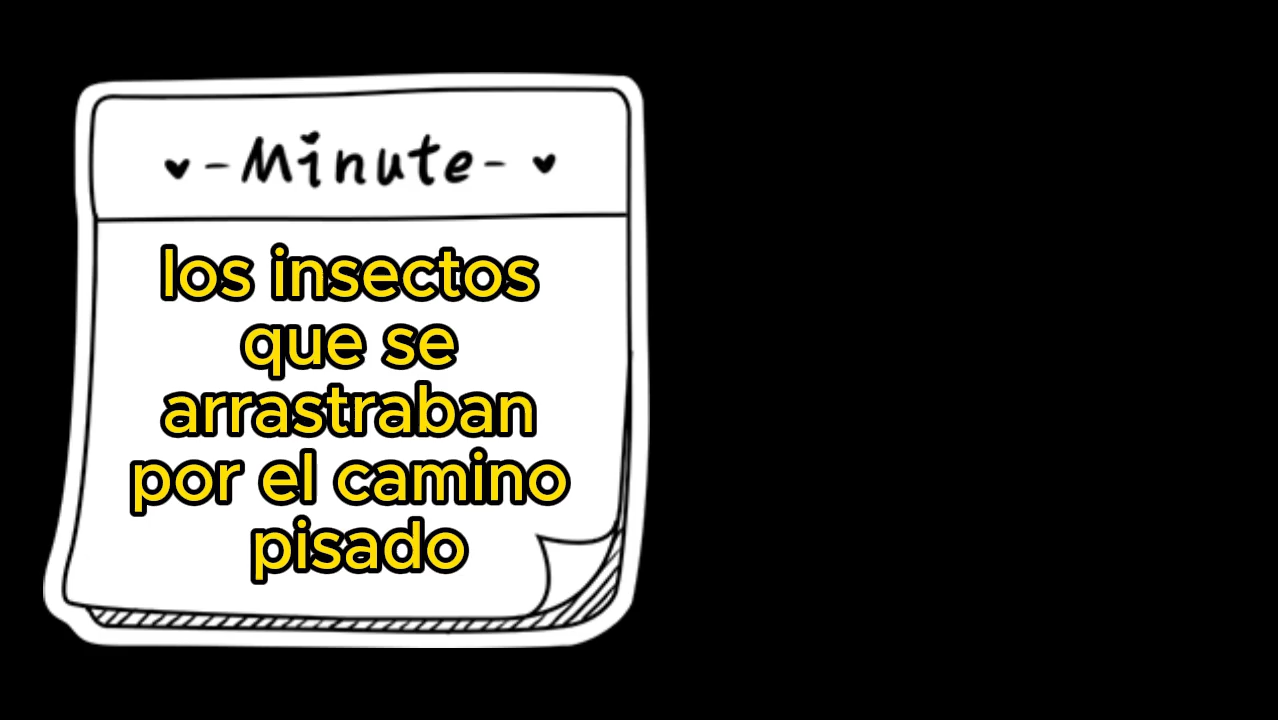 -Minute-
los insectos
que se
arrastraban
por el camino
pisado